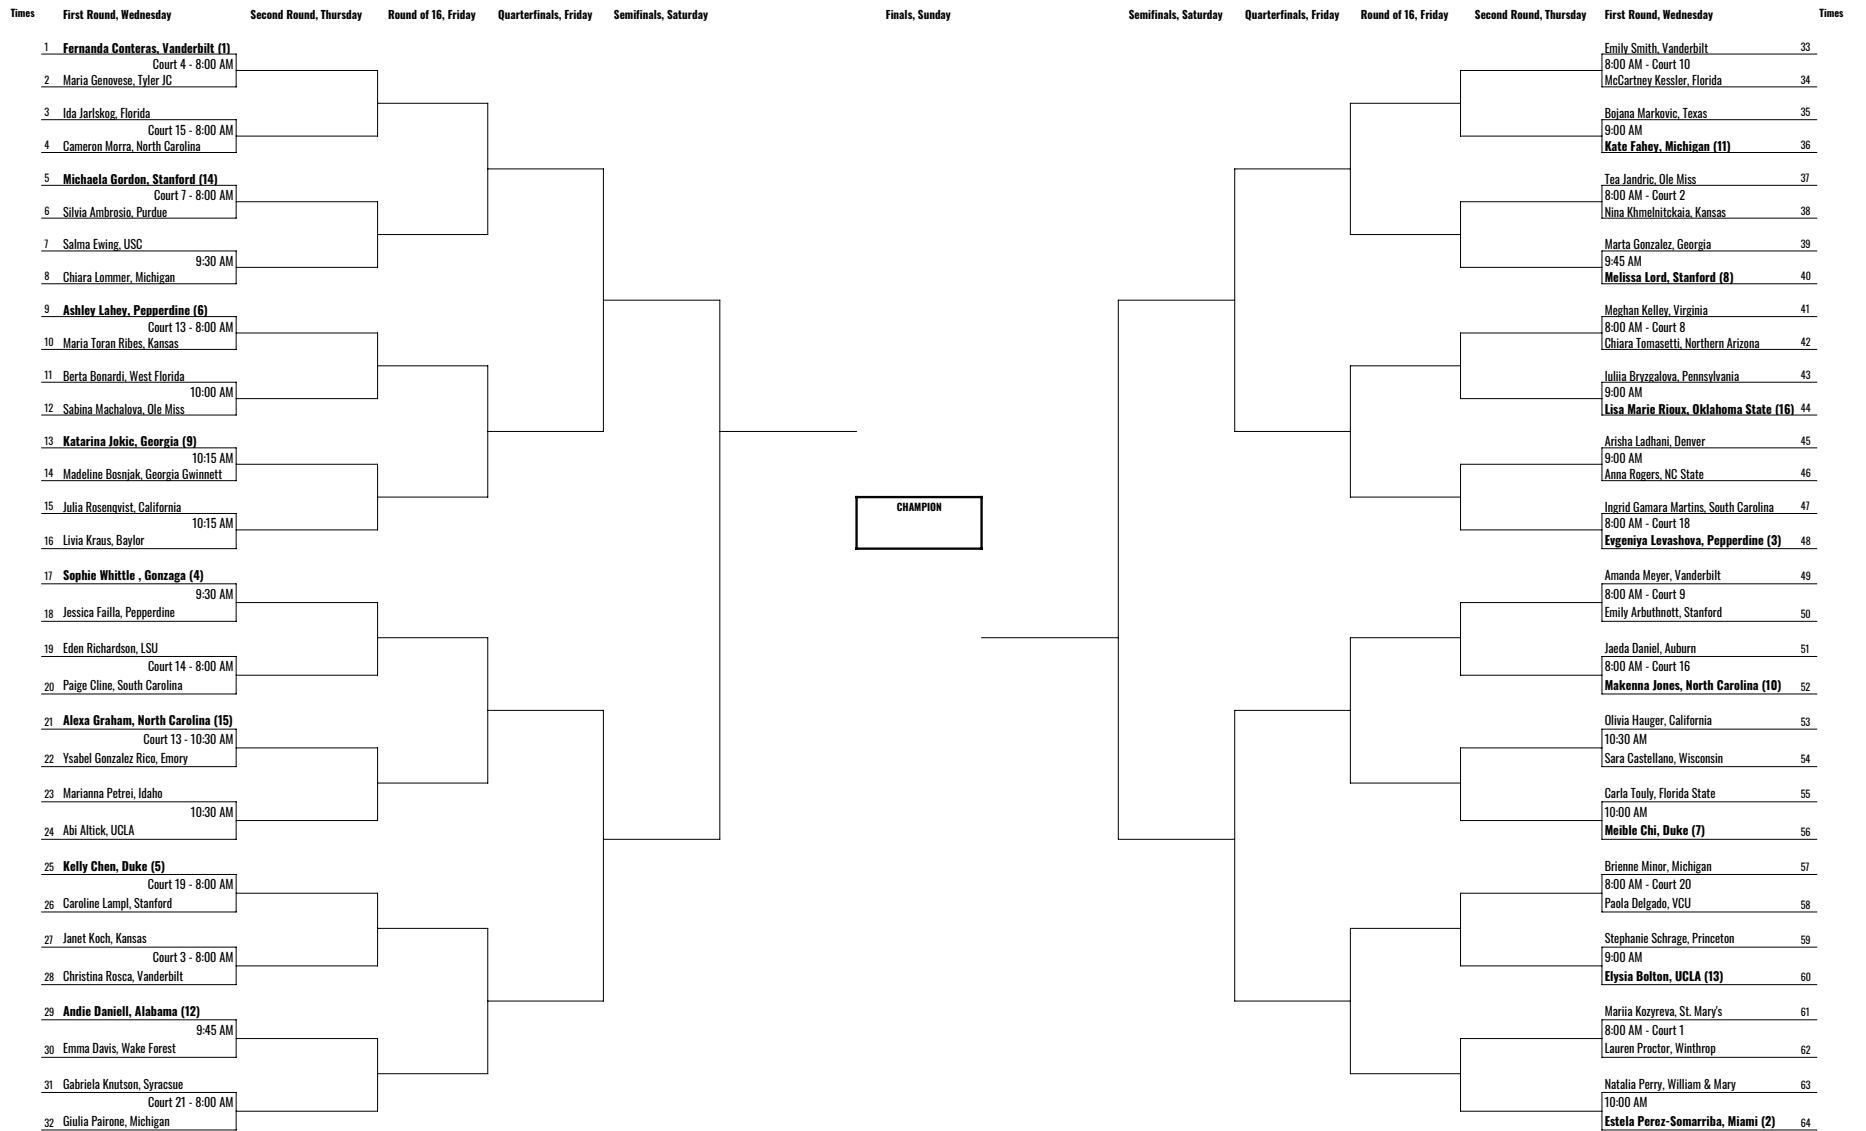 Times First Round, Wednesday Second Round, Thursday Round of 16, Friday Quarterfinals, Friday Semifinals, Saturday Finals, Sunday Semifinals, Saturday Quarterfinals, Friday Round of 16, Friday Second Round, Thursday First Round, Wednesday Times
1 Fernanda Conteras, Vanderbilt (1)
Court 4 - 8:00 AM
2 Maria Genovese, Tyler JC
3 Ida Jarlskog, Florida
Court 15 - 8:00 AM
4 Cameron Morra, North Carolina
5 Michaela Gordon, Stanford (14)
Court 7 - 8:00 AM
6 Silvia Ambrosio, Purdue
7 Salma Ewing, USC
9:30 AM
8 Chiara Lommer, Michigan
9 Ashley Lahey, Pepperdine (6)
Court 13 - 8:00 AM
10 Maria Toran Ribes, Kansas
11 Berta Bonardi, West Florida
10:00 AM
12 Sabina Machalova, Ole Miss
13 Katarina Jokic, Georgia (9)
10:15 AM
14 Madeline Bosnjak, Georgia Gwinnett
15 Julia Rosenqvist, California
10:15 AM
16 Livia Kraus, Baylor
17 Sophie Whittle , Gonzaga (4)
9:30 AM
18 Jessica Failla, Pepperdine
19 Eden Richardson, LSU
Court 14 - 8:00 AM
20 Paige Cline, South Carolina
21 Alexa Graham, North Carolina (15)
Court 13 - 10:30 AM
22 Ysabel Gonzalez Rico, Emory
23 Marianna Petrei, Idaho
10:30 AM
24 Abi Altick, UCLA
25 Kelly Chen, Duke (5)
Court 19 - 8:00 AM
26 Caroline Lampl, Stanford
27 Janet Koch, Kansas
Court 3 - 8:00 AM
28 Christina Rosca, Vanderbilt
29 Andie Daniell, Alabama (12)
9:45 AM
30 Emma Davis, Wake Forest
31 Gabriela Knutson, Syracsue
Court 21 - 8:00 AM
32 Giulia Pairone, Michigan
CHAMPION
Emily Smith, Vanderbilt 33
8:00 AM - Court 10
McCartney Kessler, Florida 34
Bojana Markovic, Texas 35
9:00 AM
Kate Fahey, Michigan (11) 36
Tea Jandric, Ole Miss 37
8:00 AM - Court 2
Nina Khmelnitckaia, Kansas 38
Marta Gonzalez, Georgia 39
9:45 AM
Melissa Lord, Stanford (8) 40
Meghan Kelley, Virginia 41
8:00 AM - Court 8
Chiara Tomasetti, Northern Arizona 42
Iuliia Bryzgalova, Pennsylvania 43
9:00 AM
Lisa Marie Rioux, Oklahoma State (16) 44
Arisha Ladhani, Denver 45
9:00 AM
Anna Rogers, NC State 46
Ingrid Gamara Martins, South Carolina 47
8:00 AM - Court 18
Evgeniya Levashova, Pepperdine (3) 48
Amanda Meyer, Vanderbilt 49
8:00 AM - Court 9
Emily Arbuthnott, Stanford 50
Jaeda Daniel, Auburn 51
8:00 AM - Court 16
Makenna Jones, North Carolina (10) 52
Olivia Hauger, California 53
10:30 AM
Sara Castellano, Wisconsin 54
Carla Touly, Florida State 55
10:00 AM
Meible Chi, Duke (7) 56
Brienne Minor, Michigan 57
8:00 AM - Court 20
Paola Delgado, VCU 58
Stephanie Schrage, Princeton 59
9:00 AM
Elysia Bolton, UCLA (13) 60
Mariia Kozyreva, St. Mary's 61
8:00 AM - Court 1
Lauren Proctor, Winthrop 62
Natalia Perry, William & Mary 63
10:00 AM
Estela Perez-Somarriba, Miami (2) 64